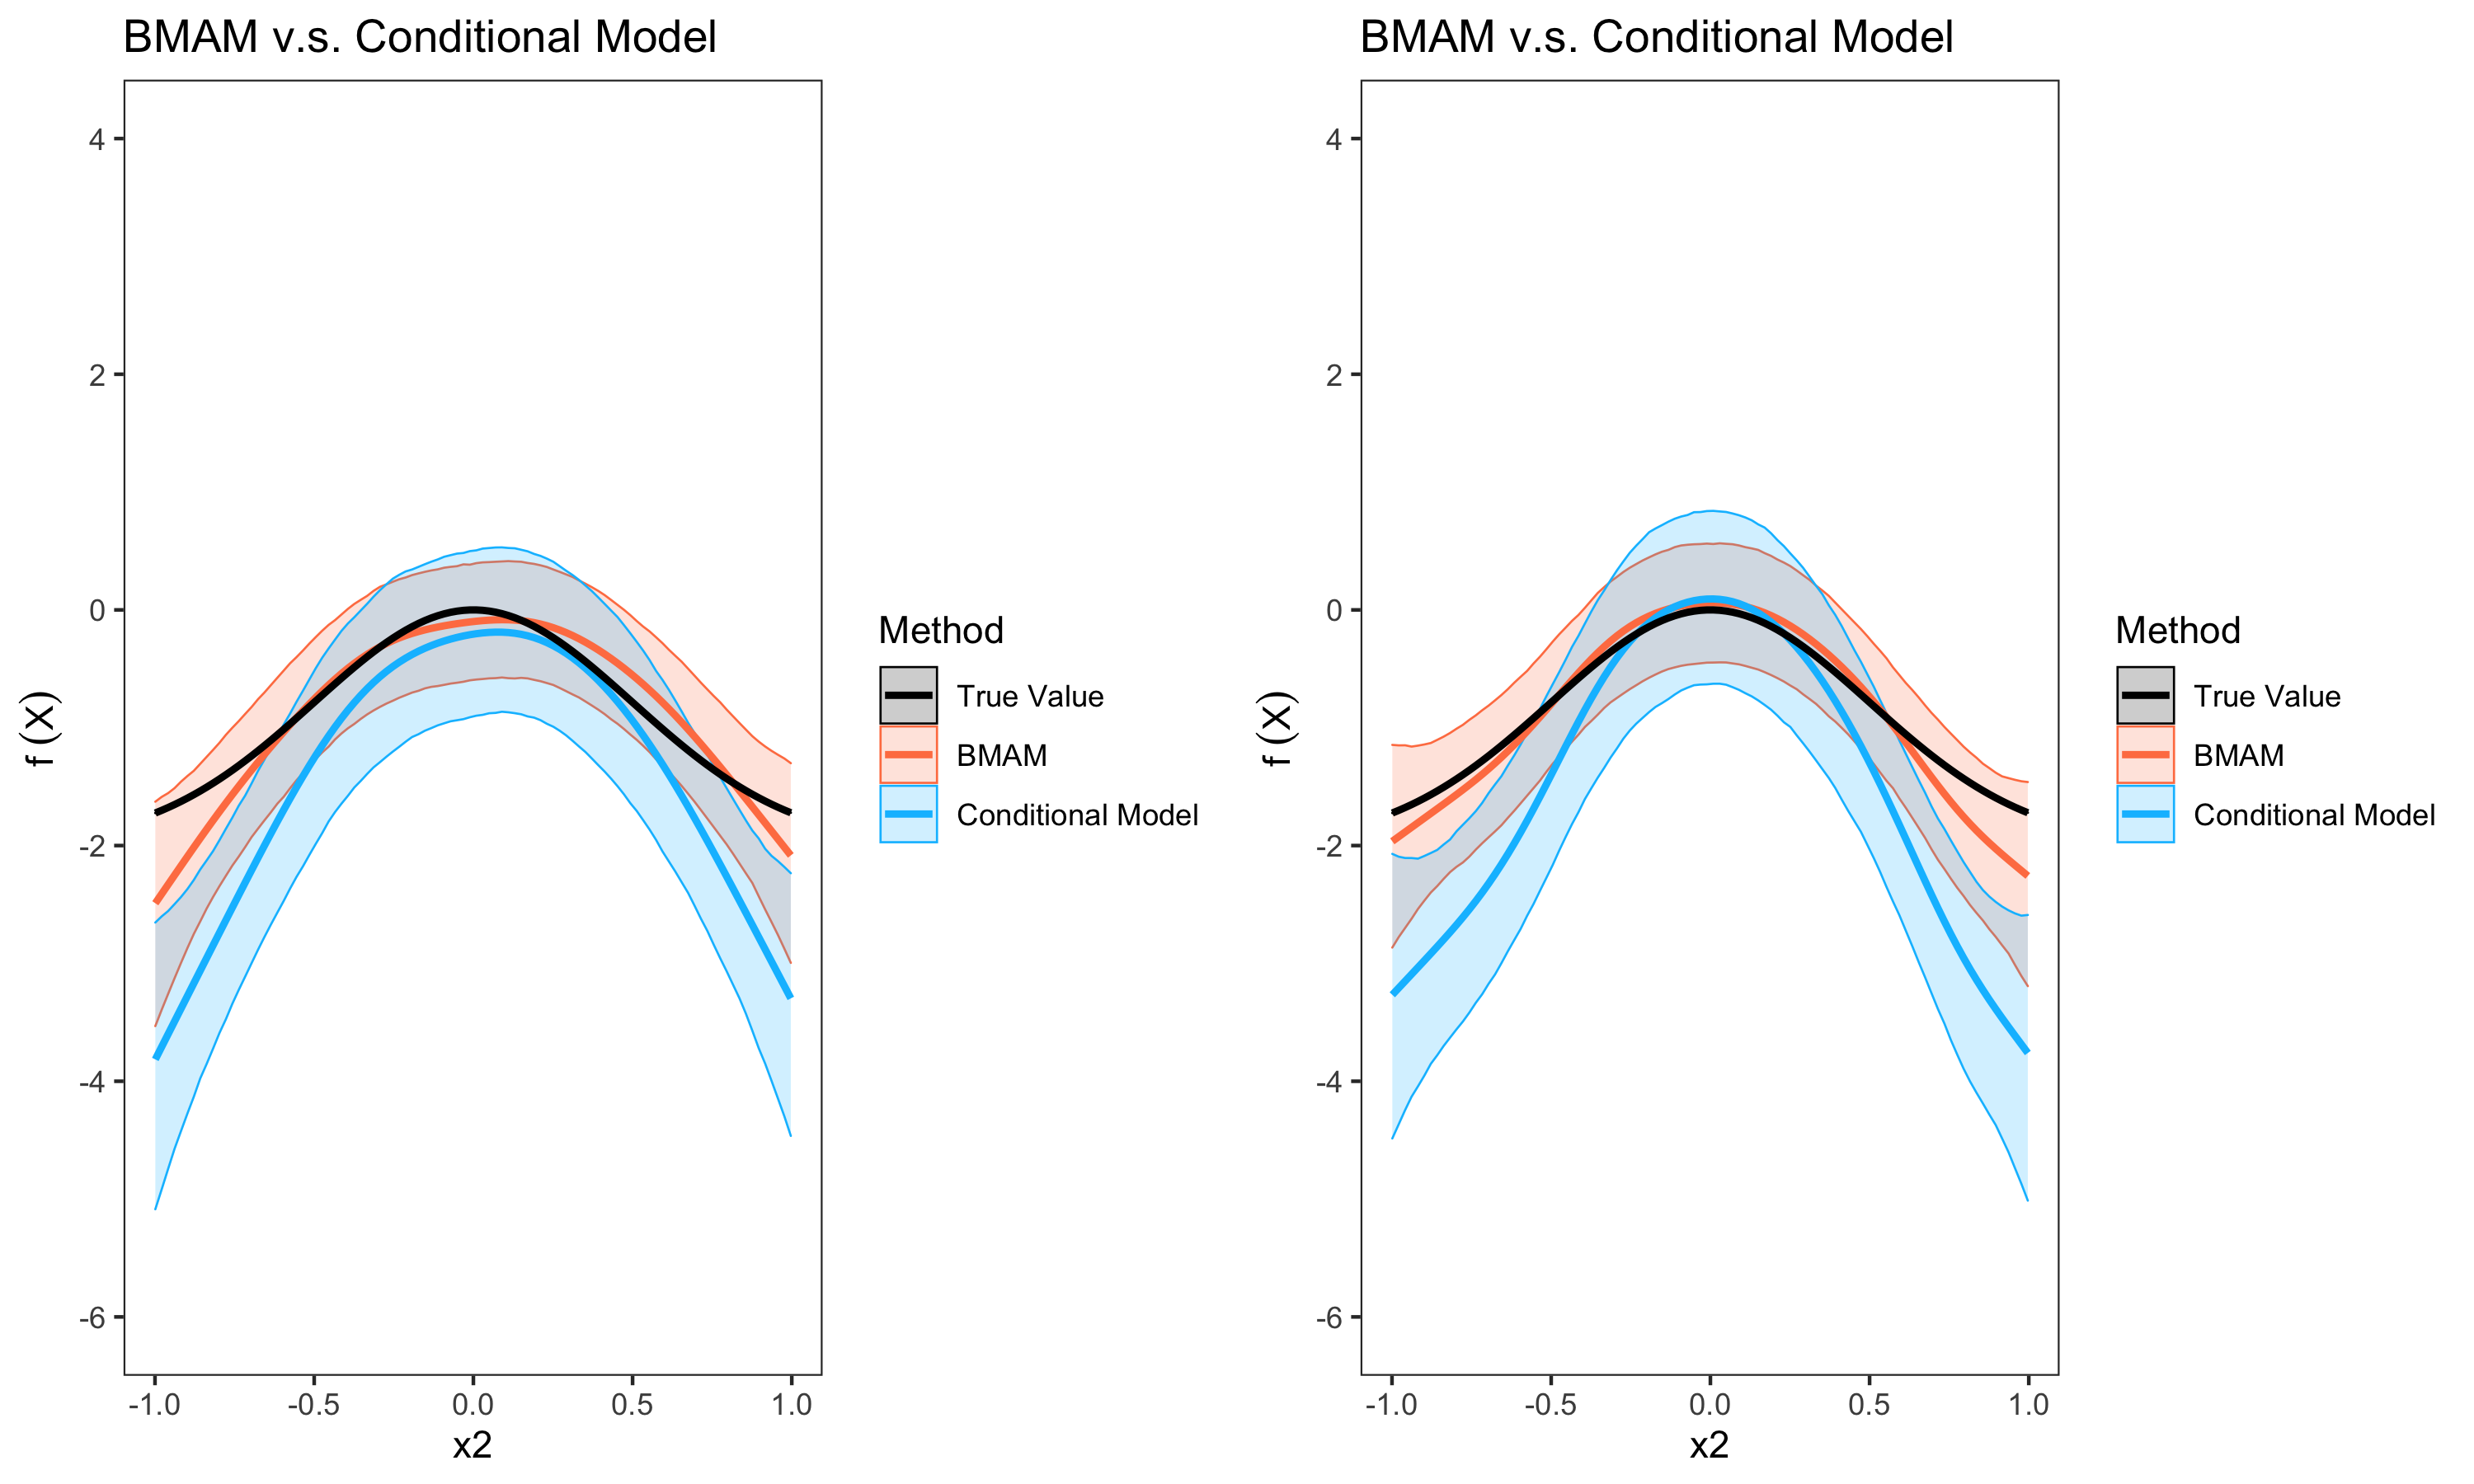 BMAM v.s. Conditional Model
4
2
0
-2
-4
-6
f (X)
-1.0 -0.5 0.0 0.5 1.0
x2
Method
True Value
BMAM
Conditional Model
BMAM v.s. Conditional Model
4
2
0
-2
-4
-6
f (X)
-1.0 -0.5 0.0 0.5 1.0
x2
Method
True Value
BMAM
Conditional Model